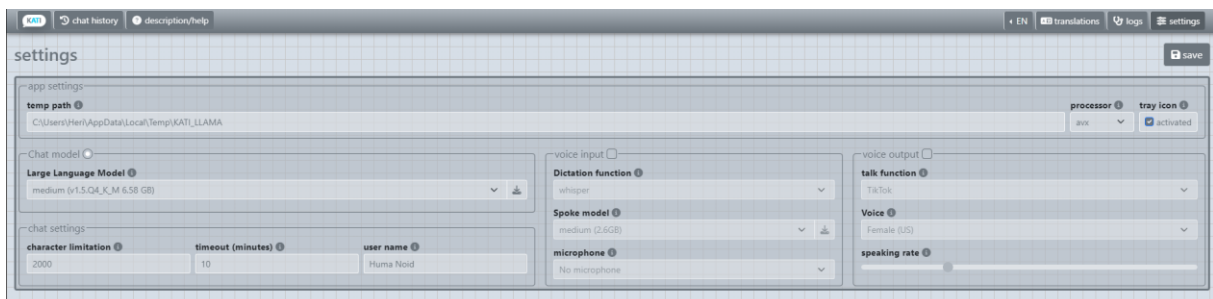 KATI chat history description/help EN translations logs settings
settings save
app settings
temp path processor tray icon
C:\Users\Heri\AppData\Local\Temp\KATI_LLAMA avx activated
Chat model
Large Language Model
medium (v1.5.Q4_K_M 6.58 GB)
chat settings
character limitation timeout (minutes) user name
2000 10 Huma Noid
voice input
Dictation function
whisper
Spoke model
medium (2.6GB)
microphone
No microphone
voice output
talk function
TikTok
Voice
Female (US)
speaking rate